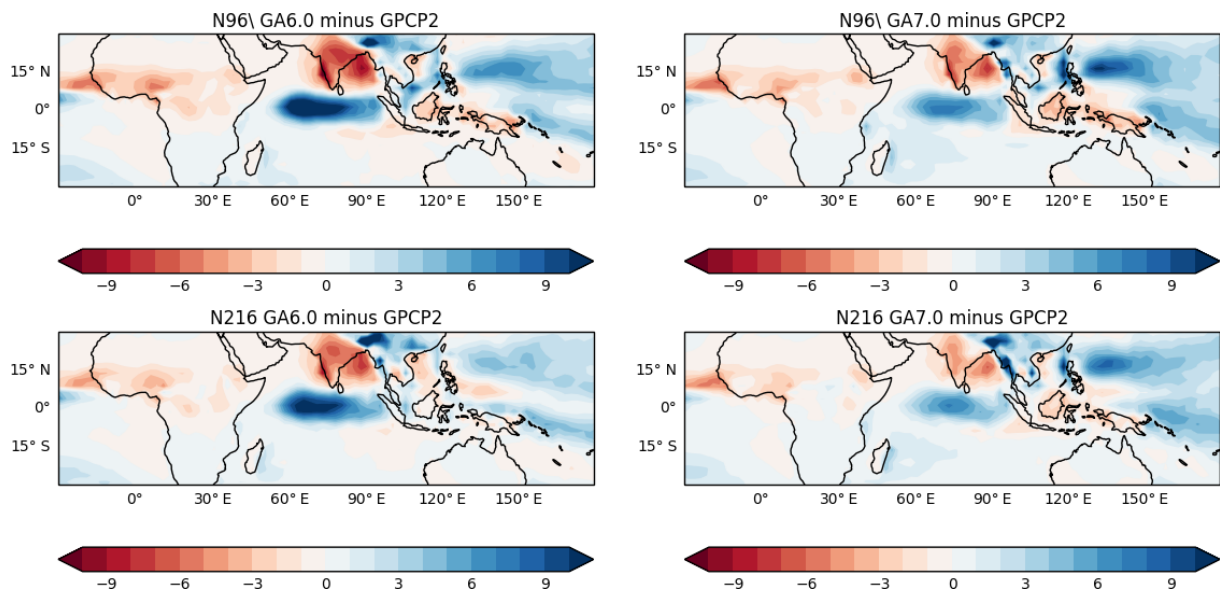 N96\ GA6.0 minus GPCP2
15° N
0°
15° S
0° 30° E 60° E 90° E 120° E 150° E
−9 −6 −3 0 3 6 9
N96\ GA7.0 minus GPCP2
15° N
0°
15° S
0° 30° E 60° E 90° E 120° E 150° E
−9 −6 −3 0 3 6 9
N216 GA6.0 minus GPCP2
15° N
0°
15° S
0° 30° E 60° E 90° E 120° E 150° E
−9 −6 −3 0 3 6 9
N216 GA7.0 minus GPCP2
15° N
0°
15° S
0° 30° E 60° E 90° E 120° E 150° E
−9 −6 −3 0 3 6 9